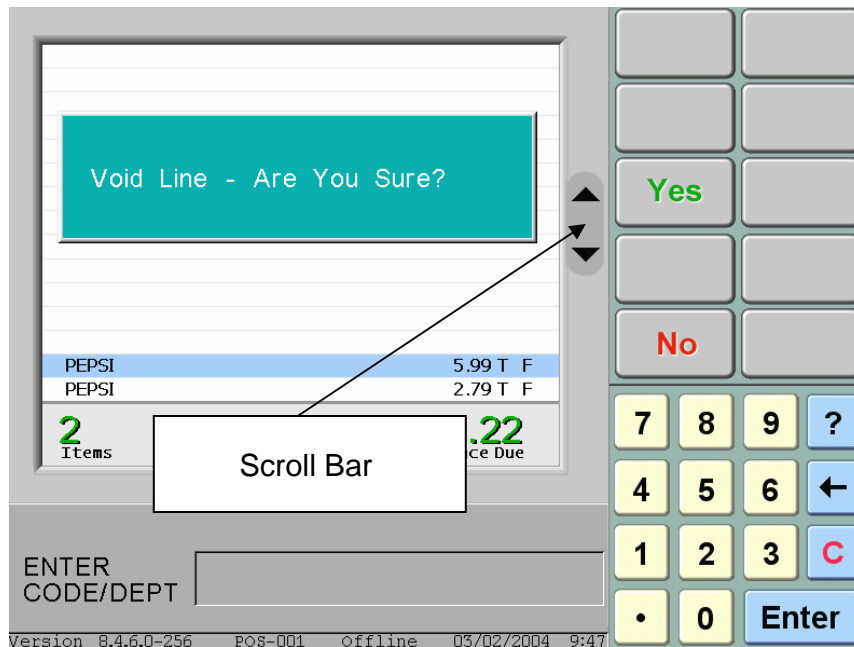 Void Line - Are You Sure?
Yes
No
PEPSI 5.99 T F
PEPSI 2.79 T F
2 .22
Items ce Due
Scroll Bar
7 8 9 ?
4 5 6 ←
1 2 3 C
• 0 Enter
ENTER
CODE/DEPT
Version 8.4.6.0-256 POS-001 Offline 03/02/2004 9:47